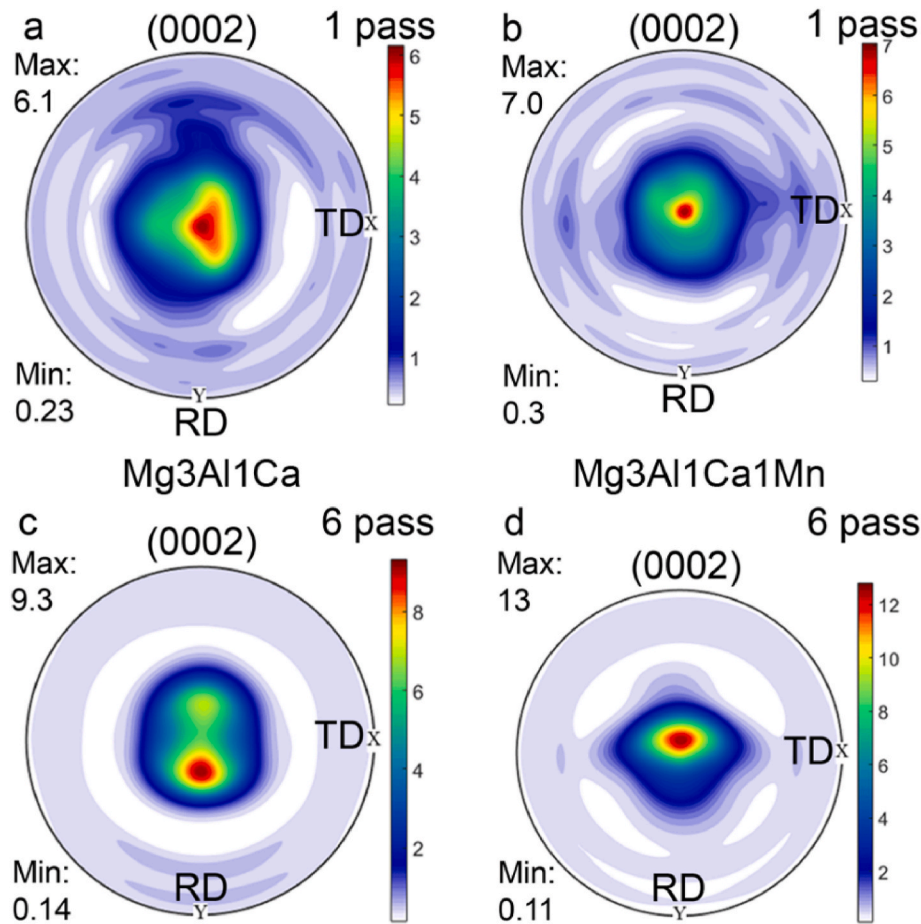 a (0002) 1 pass
Max:
6.1
6
5
4
3
2
1
TD X
Min:
0.23
Y
RD
b (0002) 1 pass
Max:
7.0
7
6
5
4
3
2
1
TD X
Min:
0.3
Y
RD
Mg3Al1Ca
Mg3Al1Ca1Mn
c (0002) 6 pass
Max:
9.3
8
6
4
2
TD X
Min:
0.14
RD
Y
d (0002) 6 pass
Max:
13
12
10
8
6
4
2
TD X
Min:
0.11
RD
Y